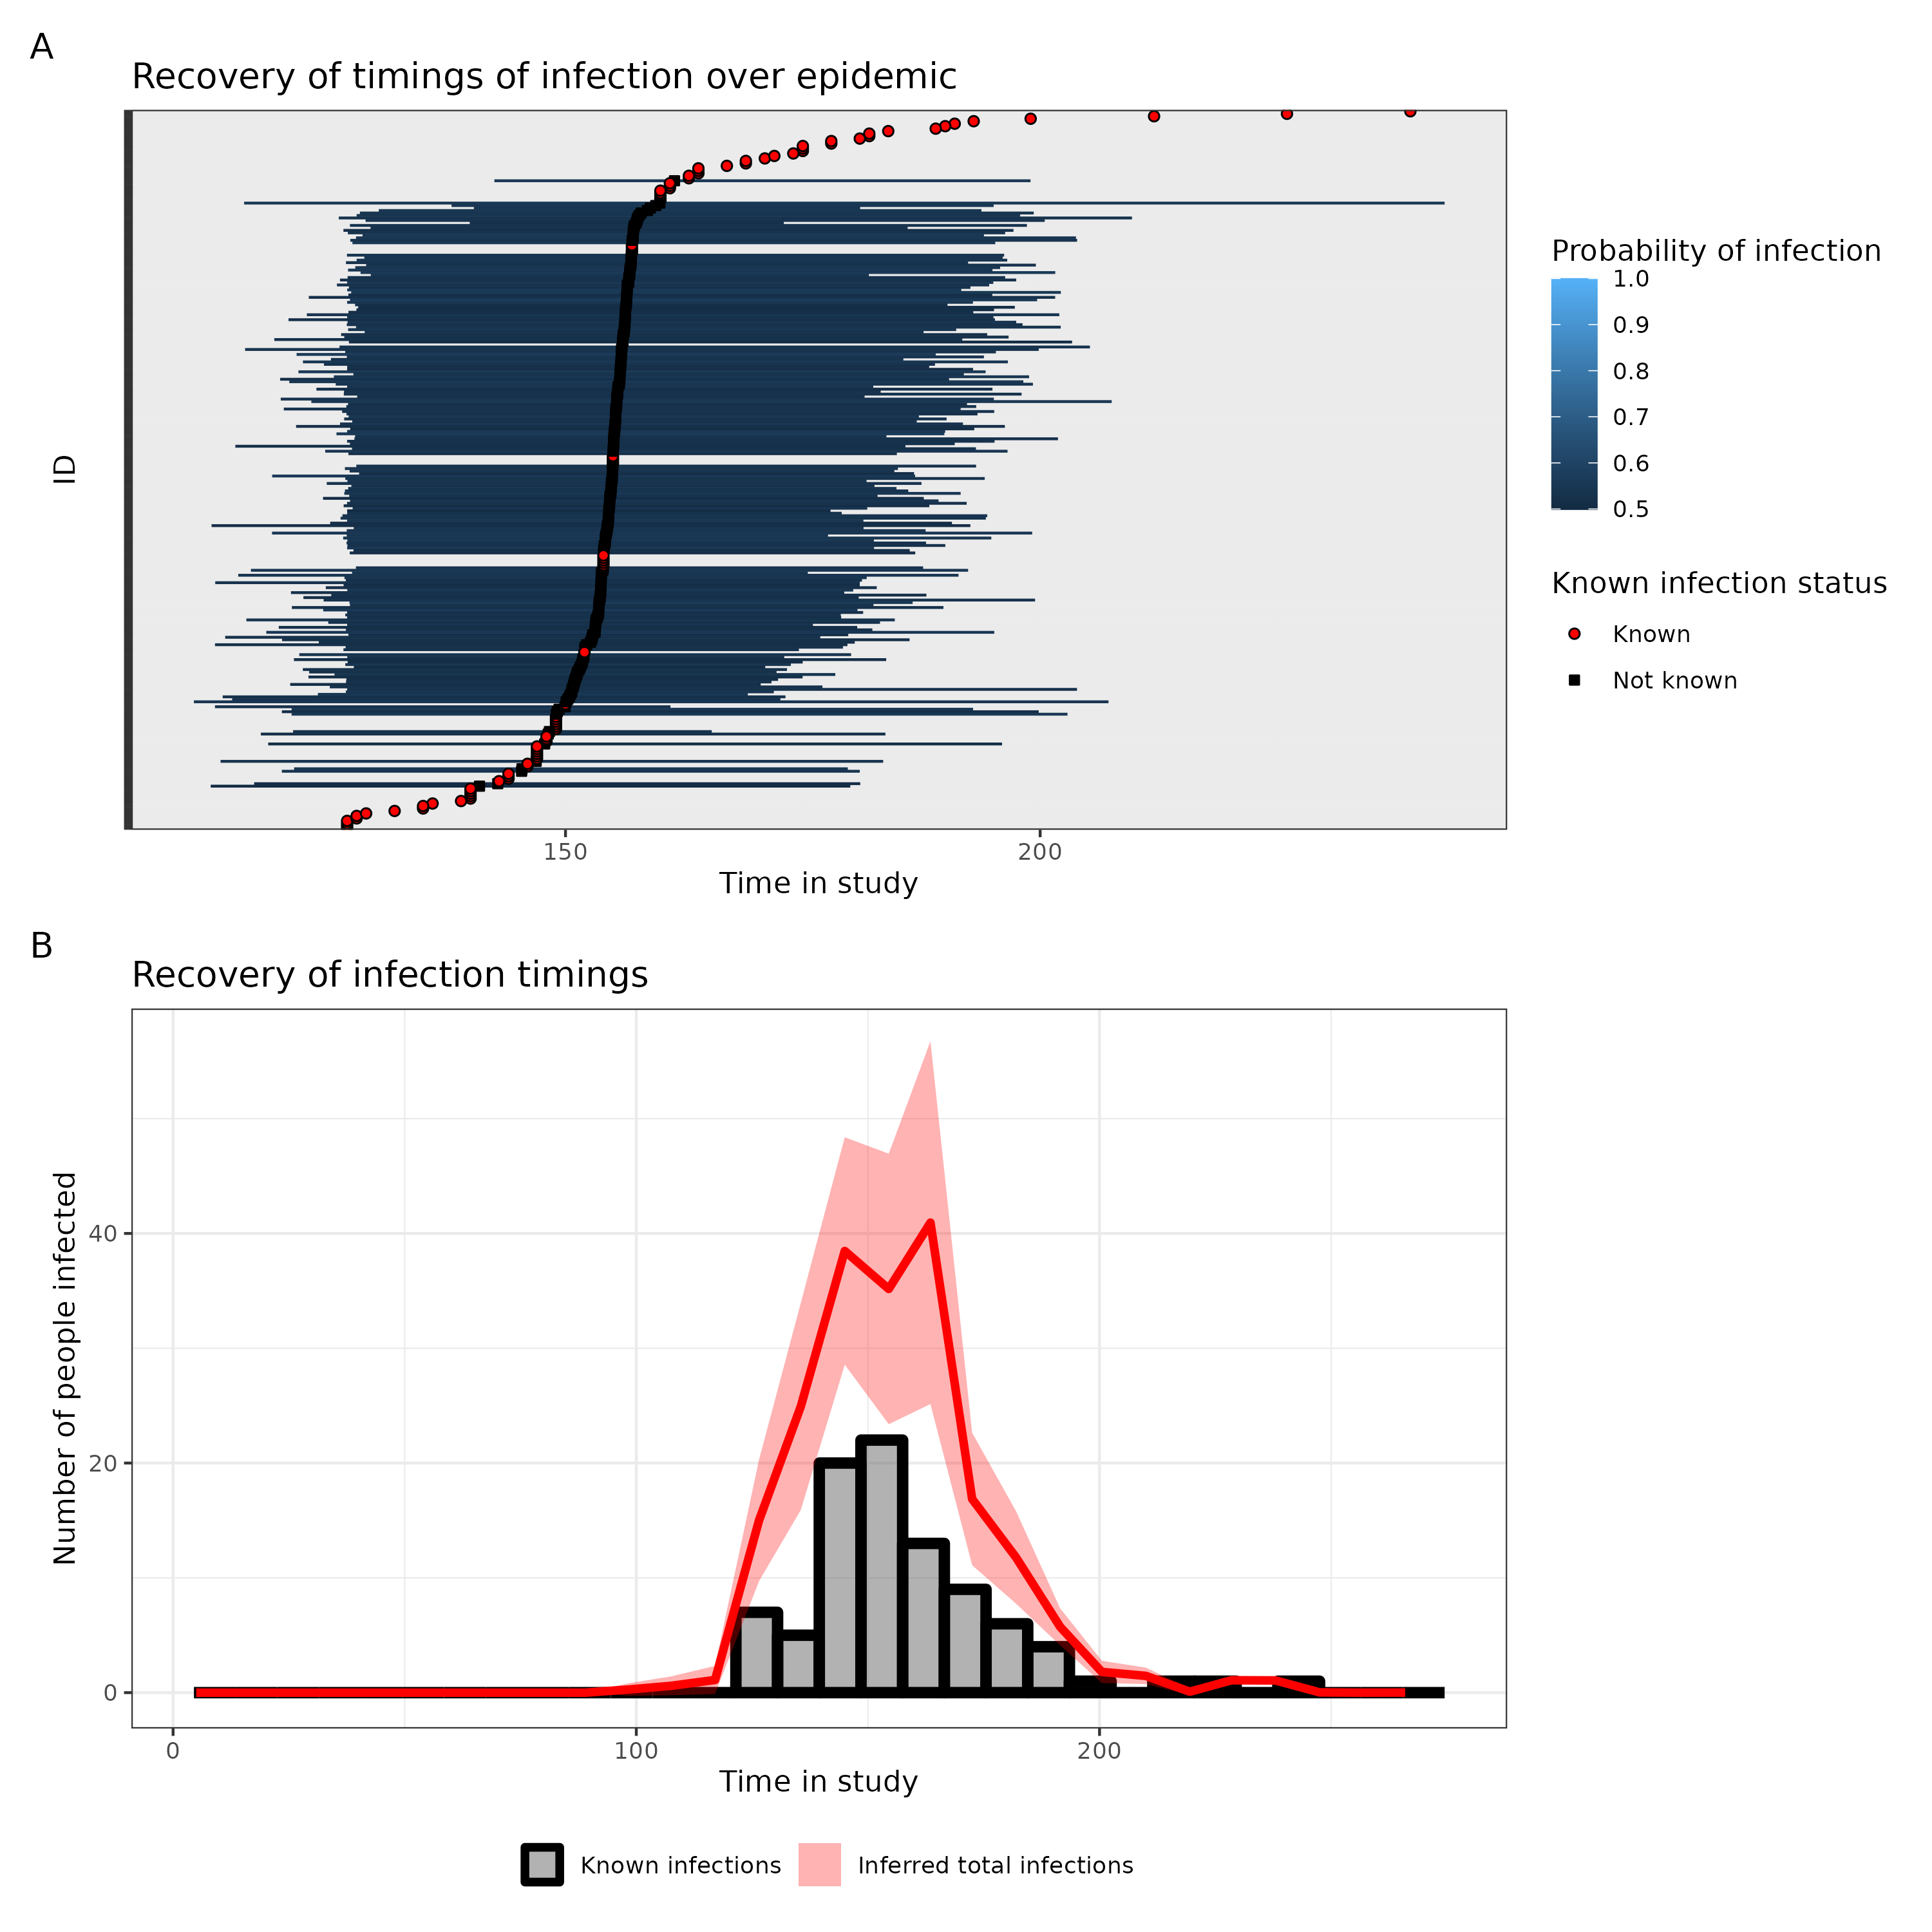 A
Recovery of timings of infection over epidemic
ID
150
200
Time in study
Probability of infection
1.0
0.9
0.8
0.7
0.6
0.5
Known infection status
Known
Not known
B
Recovery of infection timings
Number of people infected
40
20
0
0
100
200
Time in study
Known infections
Inferred total infections